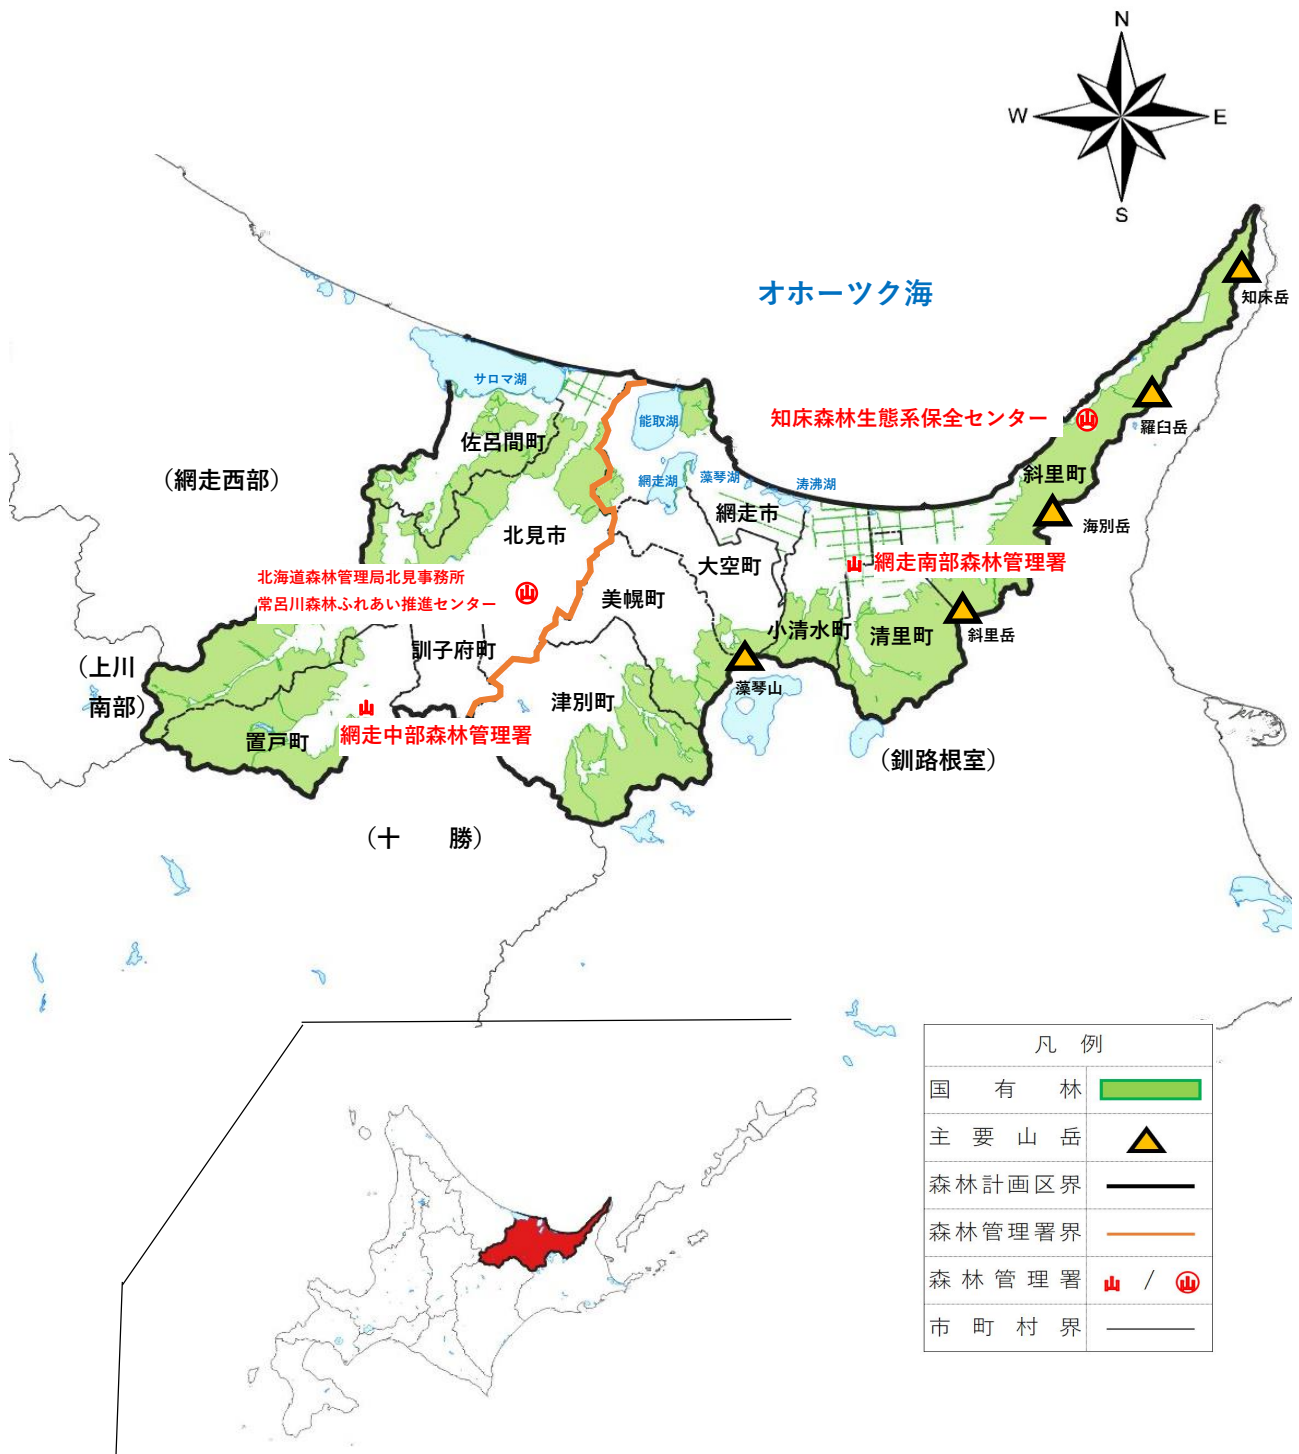 N
W
E
S
オホーツク海
知床岳
サロマ湖
能取湖
知床森林生態系保全センター
羅臼岳
佐呂間町
(網走西部)
網走湖
藻琴湖
涛沸湖
斜里町
網走市
海別岳
北見市
大空町
網走南部森林管理署
北海道森林管理局北見事務所
常呂川森林ふれあい推進センター
美幌町
小清水町
清里町
斜里岳
訓子府町
(上川
南部)
津別町
藻琴山
置戸町
網走中部森林管理署
(釧路根室)
(十 勝)
凡 例
国 有 林
主 要 山 岳
森林計画区界
森林管理署界
森 林 管 理 署
山 / 山
市 町 村 界